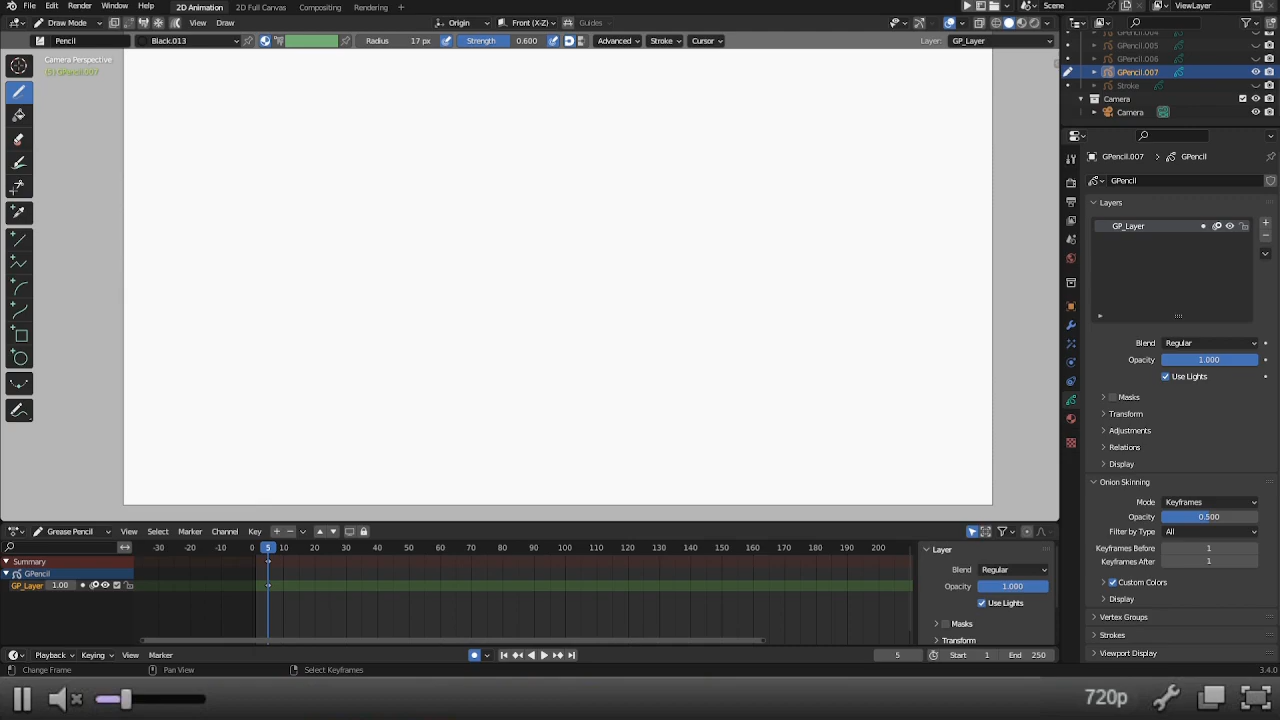 File Edit Render Window Help 2D Animation 2D Full Canvas Compositing Rendering + Scene ViewLayer
Draw Mode View Draw Origin Front (X-Z) Guides
Pencil Black.013 Radius 17 px Strength 0.600 Advanced Stroke Cursor Layer: GP_Layer
Camera Perspective
(5) GPencil.007
GPencil.005
GPencil.006
GPencil.007
Stroke
Camera
Camera
GPencil.007 > GPencil
GPencil
Layers
GP_Layer
Blend Regular
Opacity 1.000
Use Lights
Masks
Transform
Adjustments
Relations
Display
Onion Skinning
Mode Keyframes
Opacity 0.500
Filter by Type All
Keyframes Before 1
Keyframes After 1
Custom Colors
Display
Vertex Groups
Strokes
Viewport Display
Grease Pencil View Select Marker Channel Key
-30 -20 -10 0 5 10 20 30 40 50 60 70 80 90 100 110 120 130 140 150 160 170 180 190 200
Summary
GPencil
GP_Layer 1.00
Layer
Blend Regular
Opacity 1.000
Use Lights
Masks
Transform
Playback Keying View Marker 5 Start 1 End 250
Change Frame Pan View Select Keyframes 3.4.0
720p